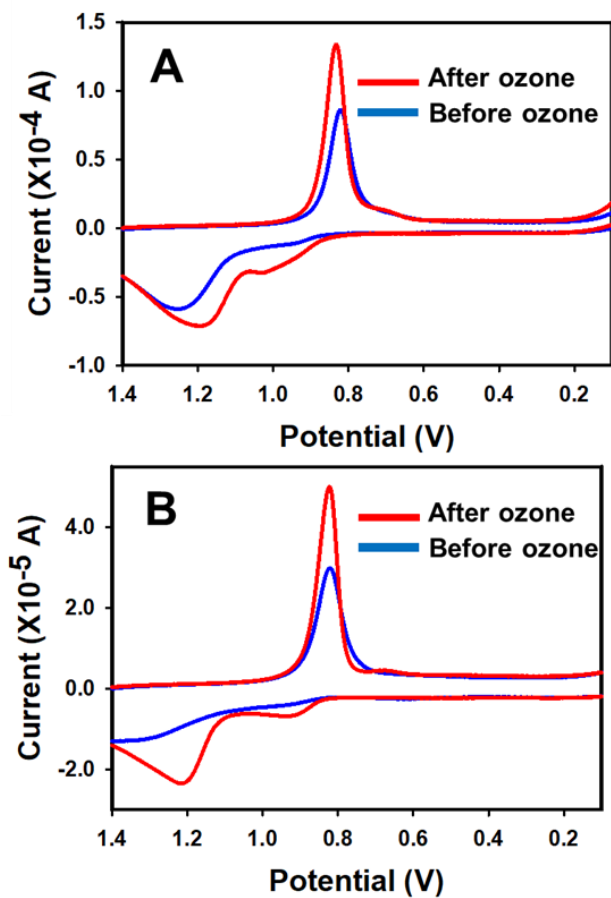 A
After ozone
Before ozone
1.5
1.0
0.5
0.0
-0.5
-1.0
Current (X10⁻⁴ A)
1.4 1.2 1.0 0.8 0.6 0.4 0.2
Potential (V)
B
After ozone
Before ozone
4.0
2.0
0.0
-2.0
Current (X10⁻⁵ A)
1.4 1.2 1.0 0.8 0.6 0.4 0.2
Potential (V)